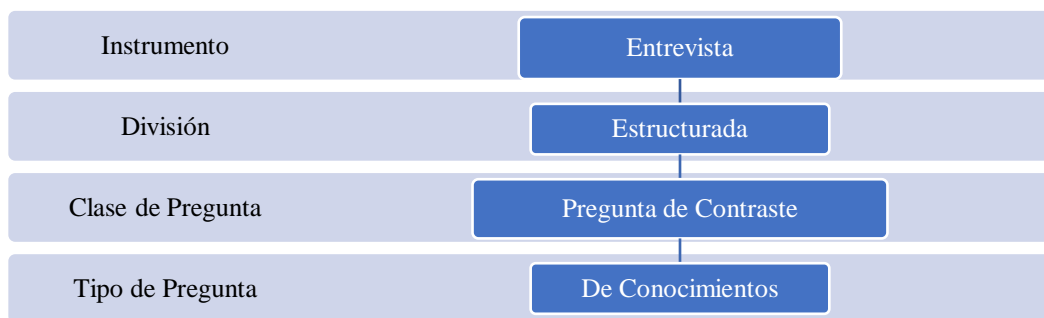 Instrumento
Entrevista
División
Estructurada
Clase de Pregunta
Pregunta de Contraste
Tipo de Pregunta
De Conocimientos